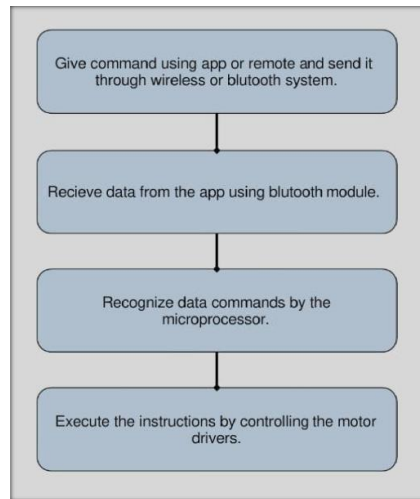 Give command using app or remote and send it
through wireless or blutooth system.
Recieve data from the app using blutooth module.
Recognize data commands by the
microprocessor.
Execute the instructions by controlling the motor
drivers.